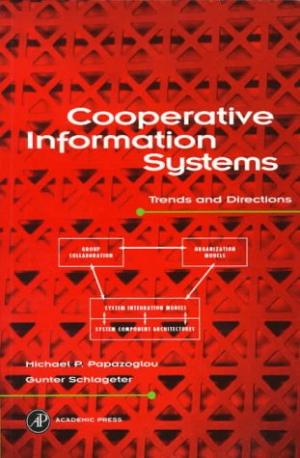 Cooperative
Information
Systems
Trends and Directions
GROUP
COLLABORATION
ORGANIZATION
MODELS
SYSTEM INTEGRATION MODELS
SYSTEM COMPONENT ARCHITECTURES
Michael P. Papazoglou
Gunter Schlageter
AP
ACADEMIC PRESS